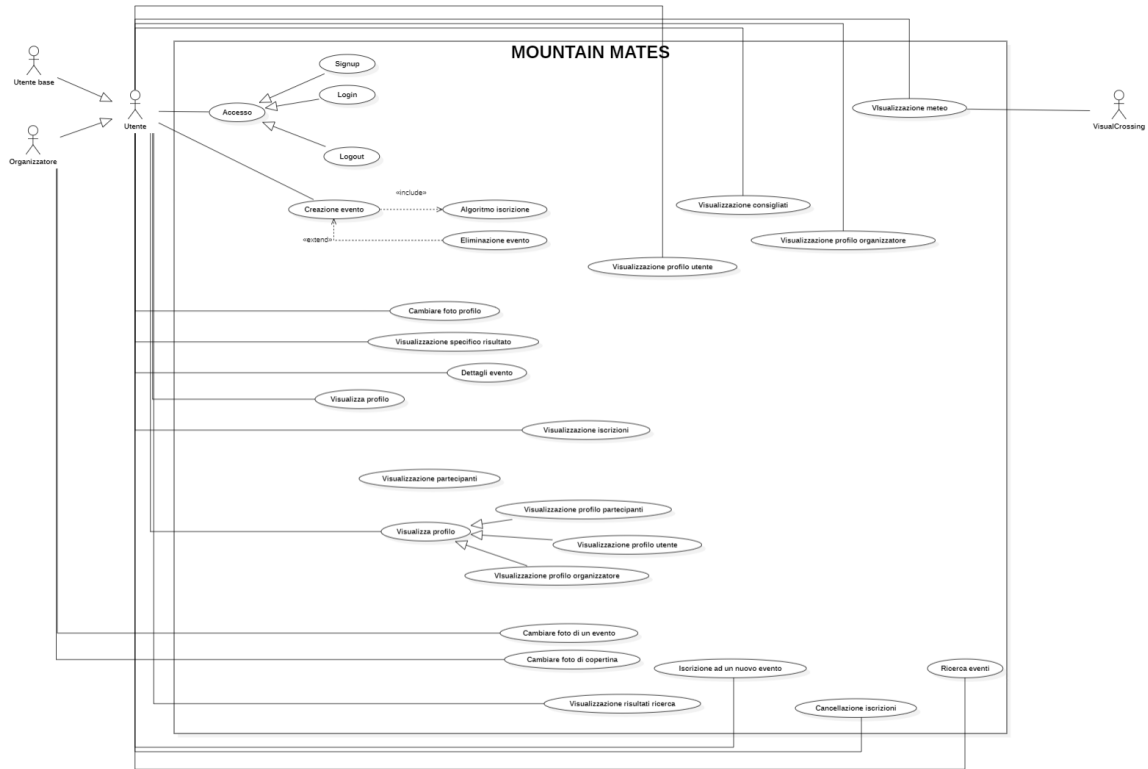 MOUNTAIN MATES
Utente base
Utente
Organizzatore
VisualCrossing
Signup
Login
Accesso
Logout
VIsualizzazione meteo
«include»
Creazione evento
Algoritmo iscrizione
«extend»
Eliminazione evento
Visualizzazione consigliati
Visualizzazione profilo organizzatore
Visualizzazione profilo utente
Cambiare foto profilo
Visualizzazione specifico risultato
Dettagli evento
Visualizza profilo
Visualizzazione iscrizioni
Visualizzazione partecipanti
Visualizzazione profilo partecipanti
Visualizza profilo
Visualizzazione profilo utente
VIsualizzazione profilo organizzatore
Cambiare foto di un evento
Cambiare foto di copertina
Iscrizione ad un nuovo evento
Ricerca eventi
Visualizzazione risultati ricerca
Cancellazione iscrizioni